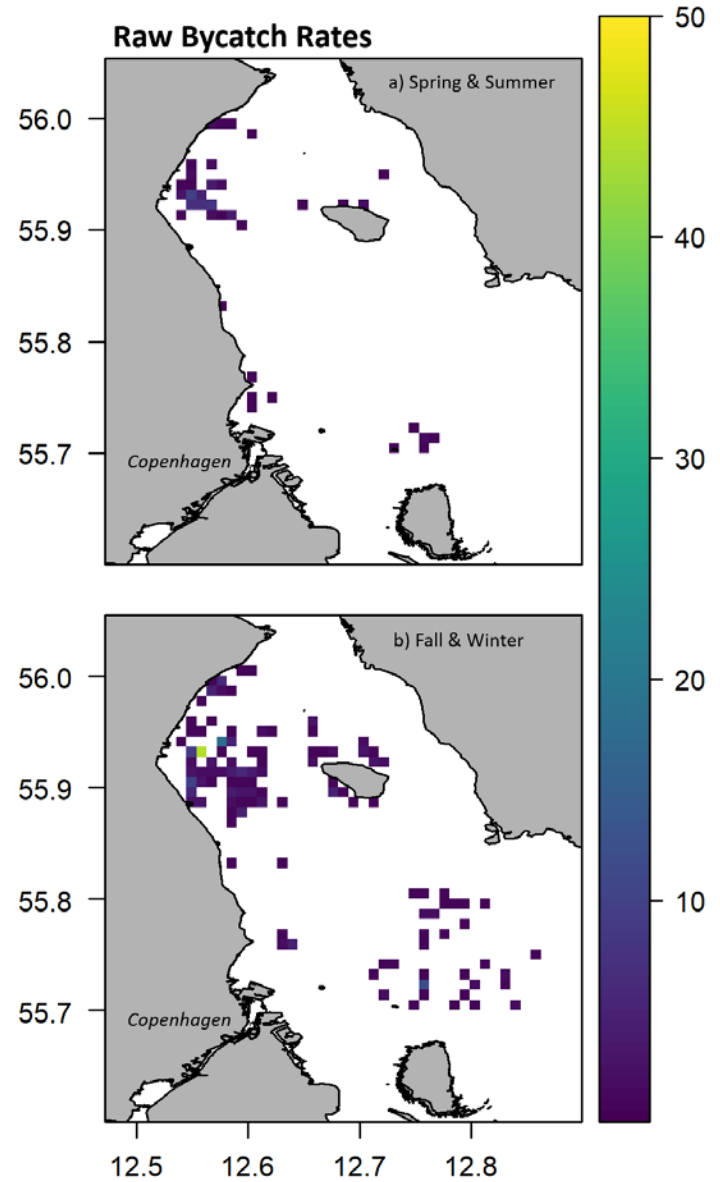 Raw Bycatch Rates
a) Spring & Summer
56.0
55.9
55.8
55.7
Copenhagen
b) Fall & Winter
56.0
55.9
55.8
55.7
Copenhagen
12.5 12.6 12.7 12.8
50
40
30
20
10